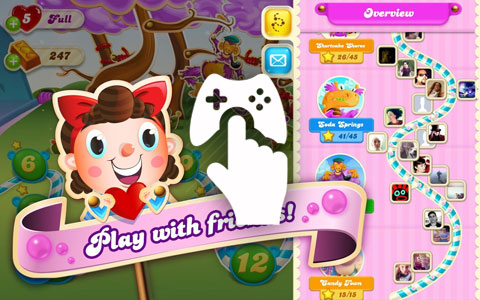 5 Full
247
Overview
Shortcake Shores
26/45
Soda Springs
41/45
6
Play with friends!
12
Candy Town
15/15